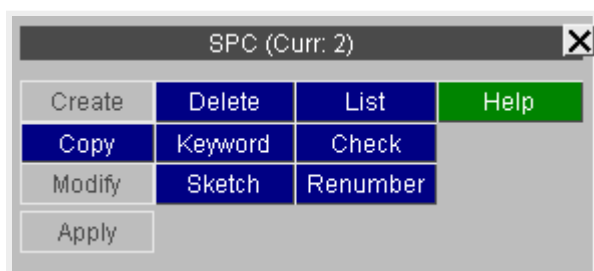 SPC (Curr: 2)
Create Delete List Help
Copy Keyword Check
Modify Sketch Renumber
Apply